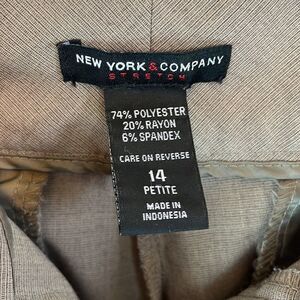 NEW YORK & COMPANY
STRETCH
74% POLYESTER
20% RAYON
6% SPANDEX
CARE ON REVERSE
14
PETITE
MADE IN
INDONESIA